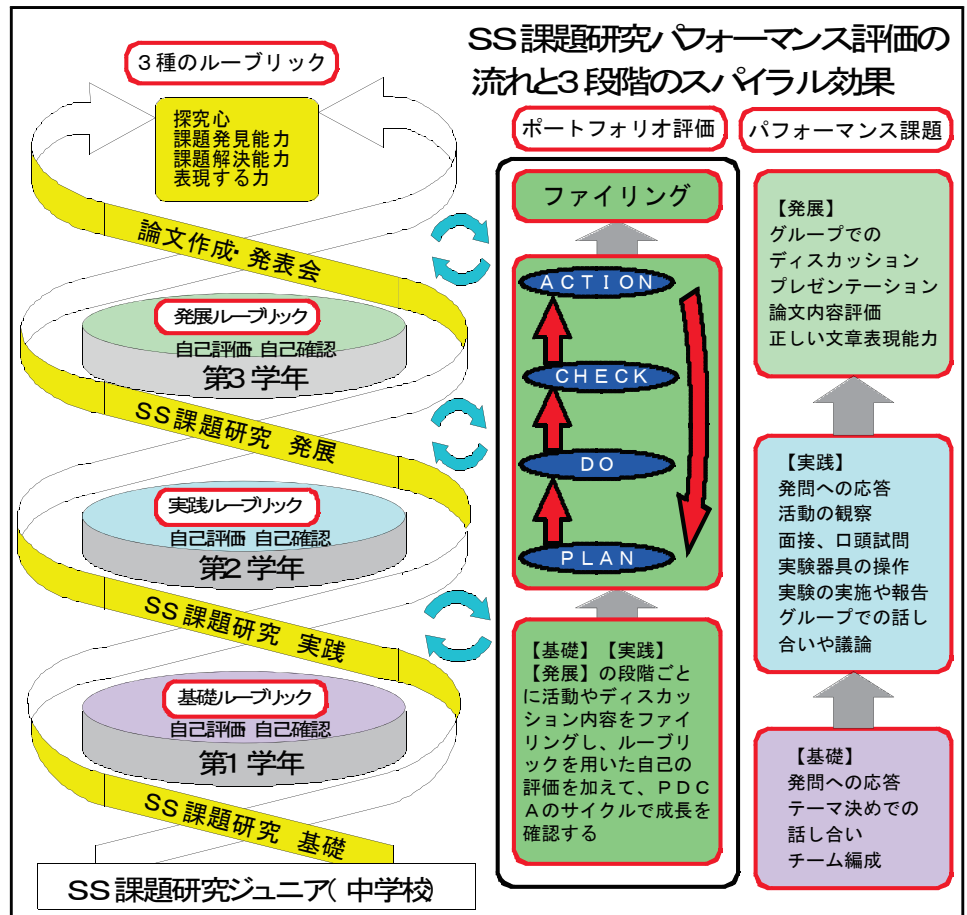 SS課題研究パフォーマンス評価の
流れと3段階のスパイラル効果
3種のルーブリック
探究心
課題発見能力
課題解決能力
表現する力
論文作成・発表会
発展ルーブリック
自己評価 自己確認
第3学年
SS課題研究 発展
実践ルーブリック
自己評価 自己確認
第2学年
SS課題研究 実践
基礎ルーブリック
自己評価 自己確認
第1学年
SS課題研究 基礎
SS課題研究ジュニア(中学校)
ポートフォリオ評価
ファイリング
ACTION
CHECK
DO
PLAN
【基礎】【実践】
【発展】の段階ごと
に活動やディスカッ
ション内容をファイ
リングし、ルーブリ
ックを用いた自己の
評価を加えて、PDC
Aのサイクルで成長を
確認する
パフォーマンス課題
【発展】
グループでの
ディスカッション
プレゼンテーション
論文内容評価
正しい文章表現能力
【実践】
発問への応答
活動の観察
面接、口頭試問
実験器具の操作
実験の実施や報告
グループでの話し
合いや議論
【基礎】
発問への応答
テーマ決めでの
話し合い
チーム編成